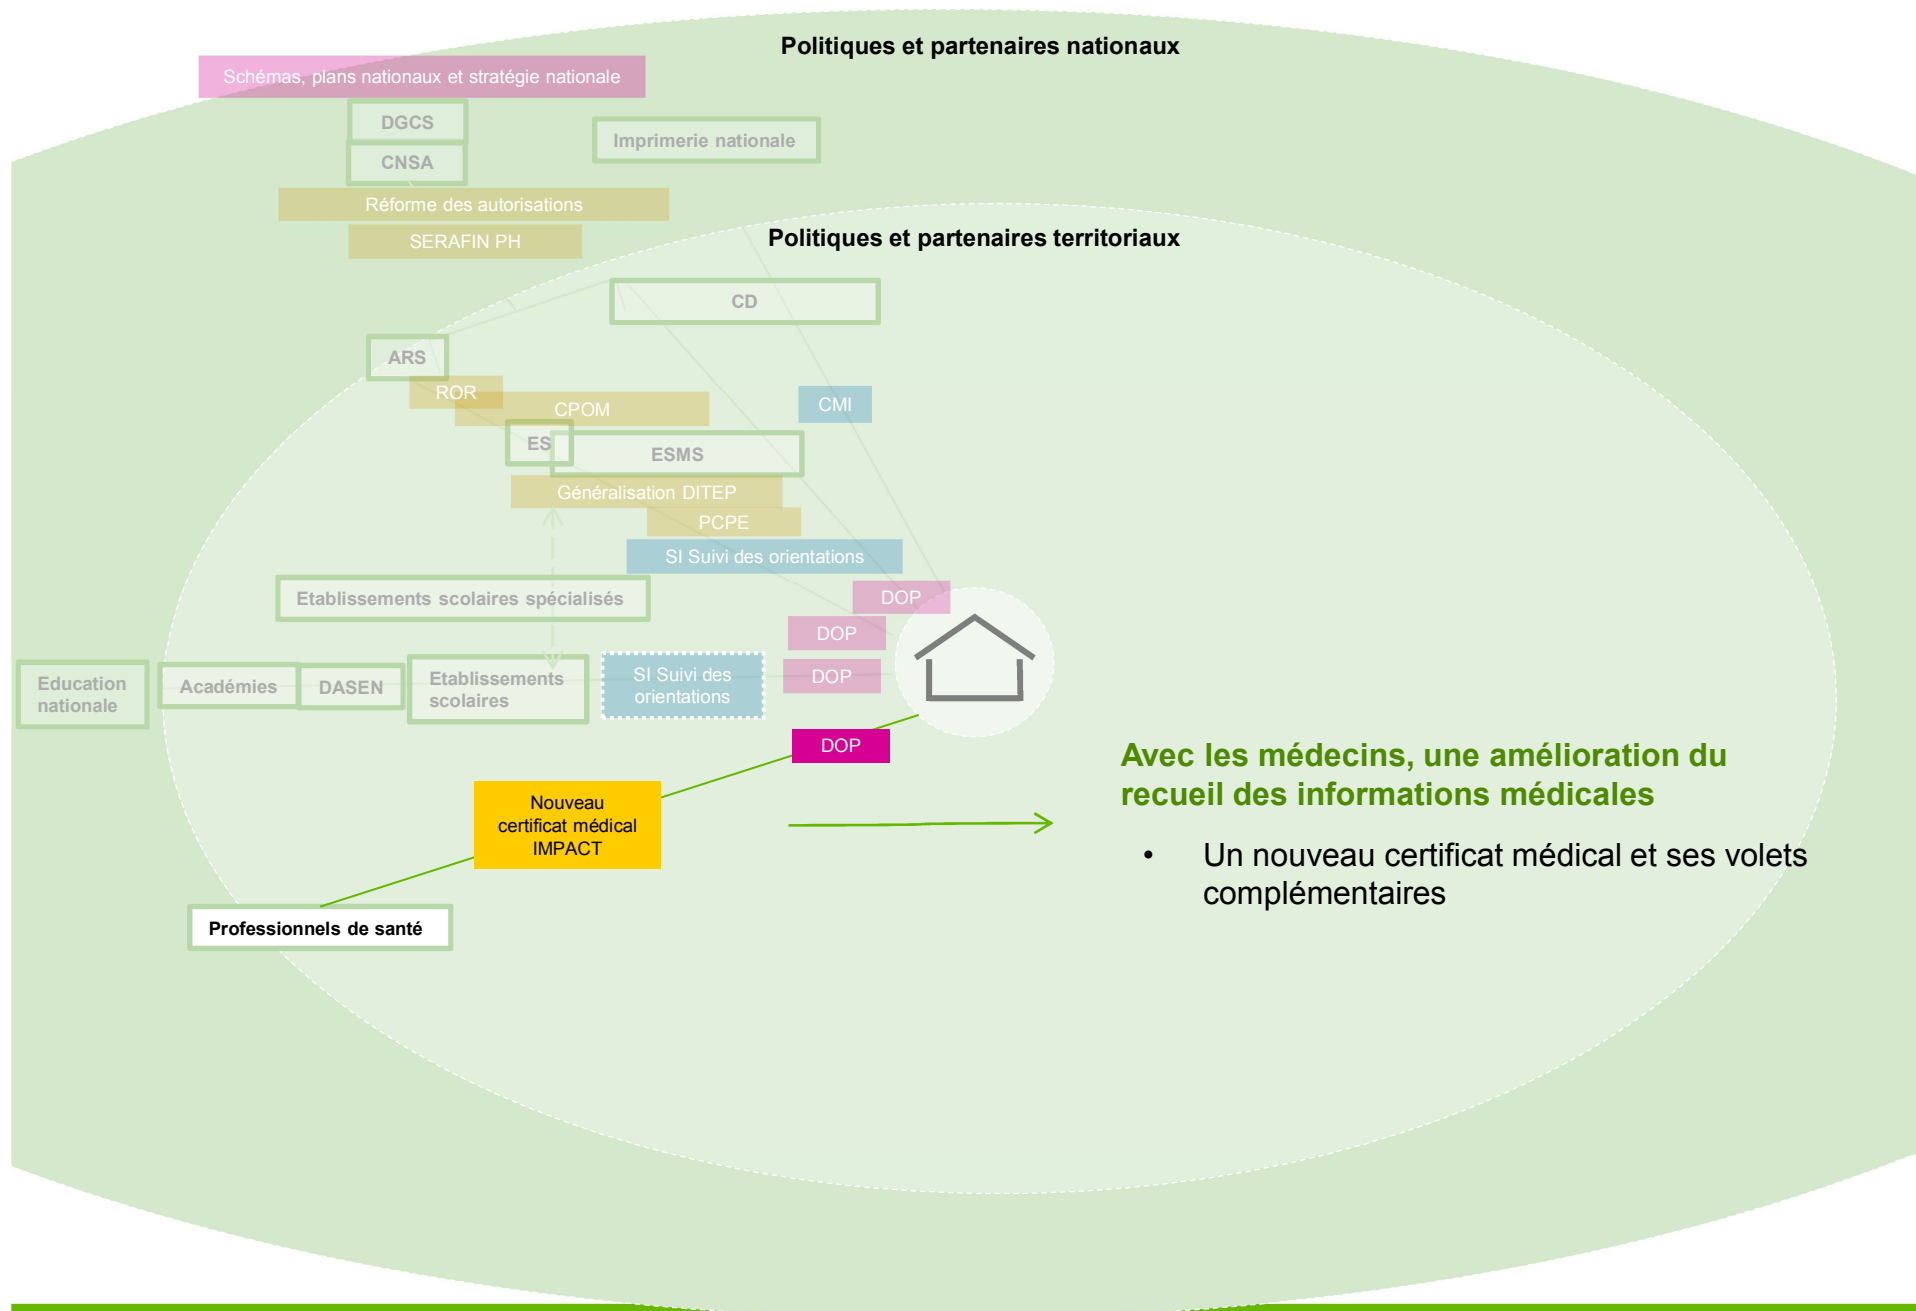 Politiques et partenaires nationaux
Schémas, plans nationaux et stratégie nationale
DGCS
Imprimerie nationale
CNSA
Réforme des autorisations
SERAFIN PH
Politiques et partenaires territoriaux
CD
ARS
ROR
CPOM
CMI
ES
ESMS
Généralisation DITEP
PCPE
SI Suivi des orientations
Etablissements scolaires spécialisés
DOP
DOP
Education
nationale
Académies
DASEN
Etablissements
scolaires
SI Suivi des
orientations
DOP
DOP
Nouveau
certificat médical
IMPACT
Professionnels de santé
Avec les médecins, une amélioration du
recueil des informations médicales
• Un nouveau certificat médical et ses volets
complémentaires